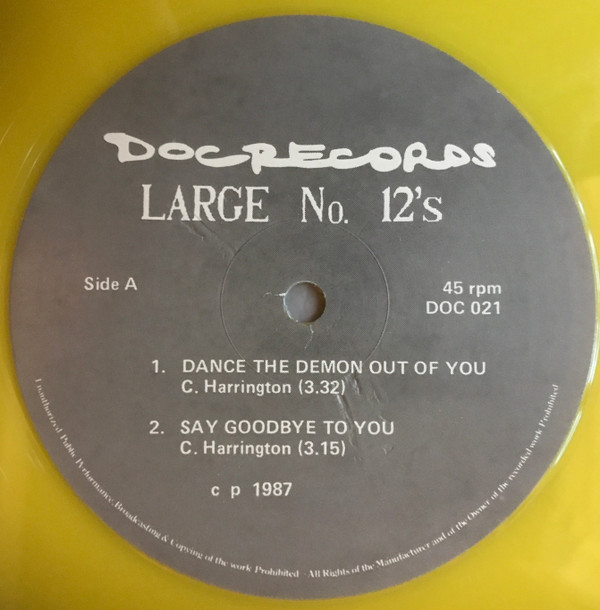 DOCRECORDS
LARGE No. 12's
Side A
45 rpm
DOC 021
1. DANCE THE DEMON OUT OF YOU
C. Harrington (3.32)
2. SAY GOODBYE TO YOU
C. Harrington (3.15)
c p 1987
Unauthorized Public Performance, Broadcasting & Copying of the work Prohibited - All Rights of the Manufacturer and of the Owner of the recorded work Prohibited